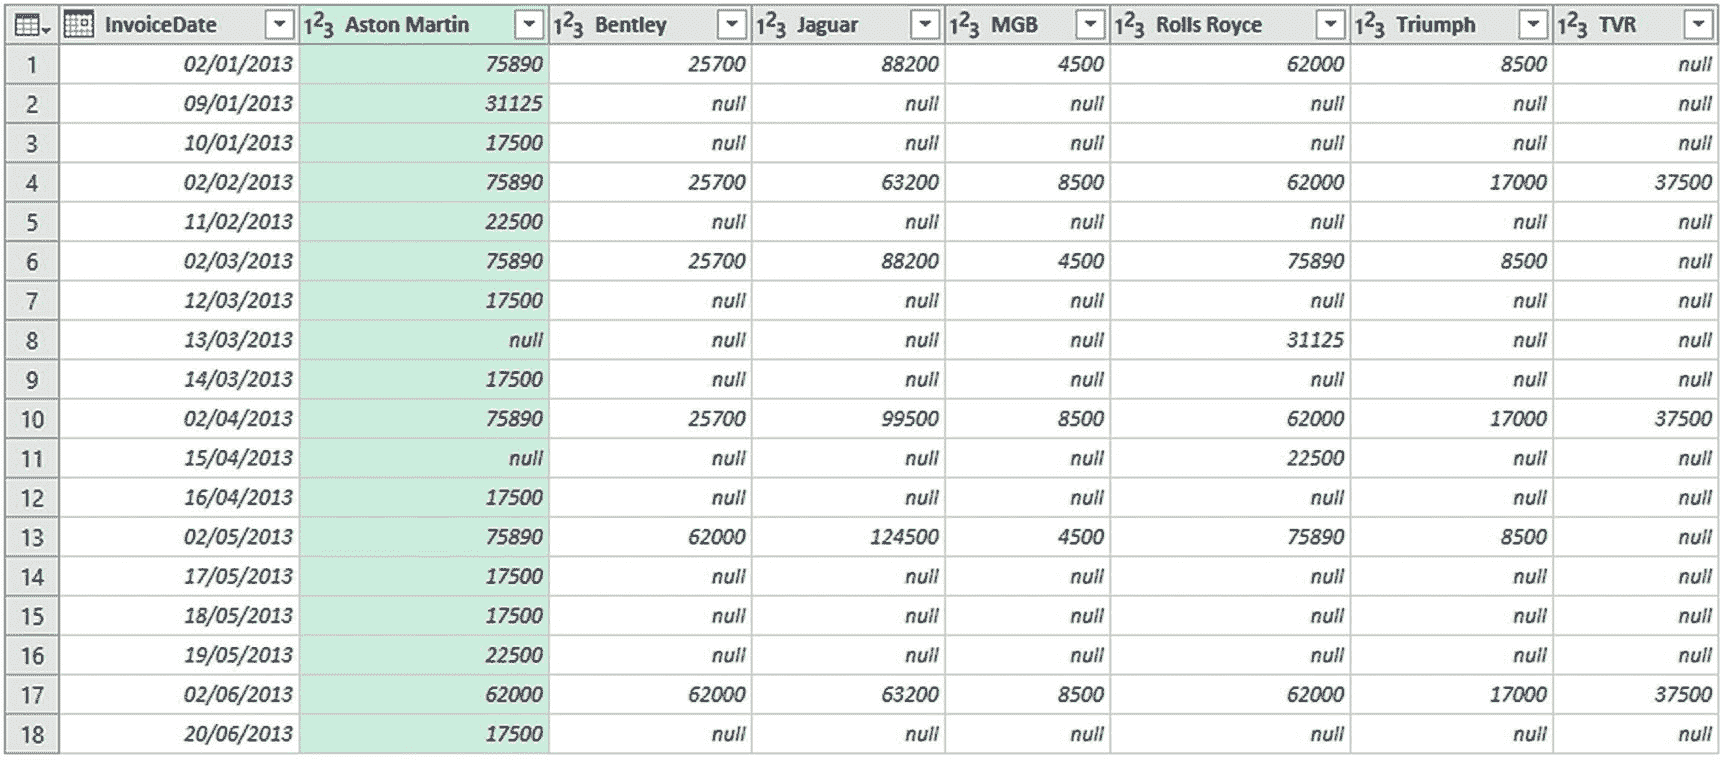 InvoiceDate 1²3 Aston Martin 1²3 Bentley 1²3 Jaguar 1²3 MGB 1²3 Rolls Royce 1²3 Triumph 1²3 TVR
1 02/01/2013 75890 25700 88200 4500 62000 8500 null
2 09/01/2013 31125 null null null null null null
3 10/01/2013 17500 null null null null null null
4 02/02/2013 75890 25700 63200 8500 62000 17000 37500
5 11/02/2013 22500 null null null null null null
6 02/03/2013 75890 25700 88200 4500 75890 8500 null
7 12/03/2013 17500 null null null null null null
8 13/03/2013 null null null null 31125 null null
9 14/03/2013 17500 null null null null null null
10 02/04/2013 75890 25700 99500 8500 62000 17000 37500
11 15/04/2013 null null null null 22500 null null
12 16/04/2013 17500 null null null null null null
13 02/05/2013 75890 62000 124500 4500 75890 8500 null
14 17/05/2013 17500 null null null null null null
15 18/05/2013 17500 null null null null null null
16 19/05/2013 22500 null null null null null null
17 02/06/2013 62000 62000 63200 8500 62000 17000 37500
18 20/06/2013 17500 null null null null null null